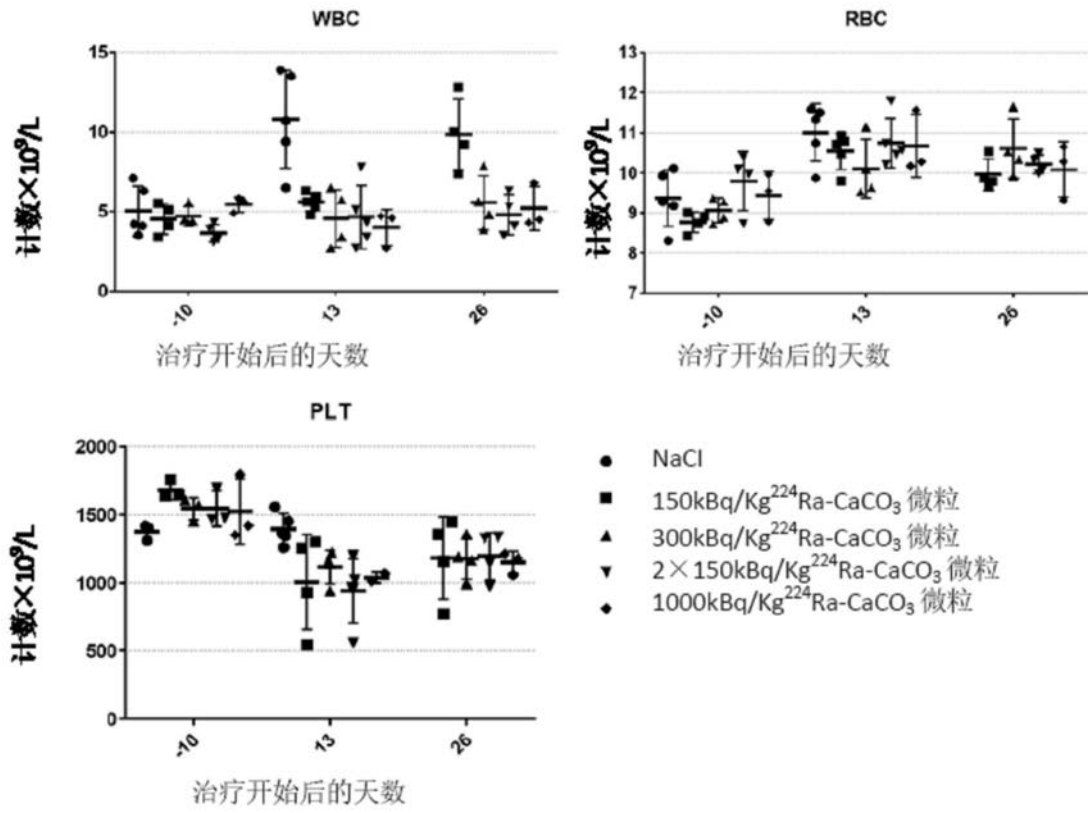 WBC
计数×10⁹/L
15
10
5
0
-10
13
26
治疗开始后的天数
RBC
计数×10⁹/L
13
12
11
10
9
8
7
-10
13
26
治疗开始后的天数
PLT
计数×10⁹/L
2000
1500
1000
500
0
-10
13
26
治疗开始后的天数
NaCl
150kBq/Kg²²⁴Ra-CaCO₃ 微粒
300kBq/Kg²²⁴Ra-CaCO₃ 微粒
2×150kBq/Kg²²⁴Ra-CaCO₃ 微粒
1000kBq/Kg²²⁴Ra-CaCO₃ 微粒